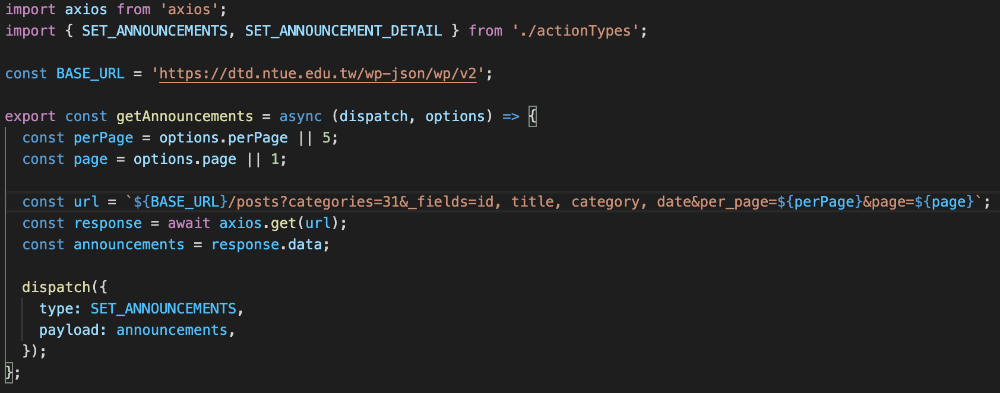 import axios from 'axios';
import { SET_ANNOUNCEMENTS, SET_ANNOUNCEMENT_DETAIL } from './actionTypes';
const BASE_URL = 'https://dtd.ntue.edu.tw/wp-json/wp/v2';
export const getAnnouncements = async (dispatch, options) => {
const perPage = options.perPage || 5;
const page = options.page || 1;
const url = `${BASE_URL}/posts?categories=31&_fields=id, title, category, date&per_page=${perPage}&page=${page}`;
const response = await axios.get(url);
const announcements = response.data;
dispatch({
type: SET_ANNOUNCEMENTS,
payload: announcements,
});
};